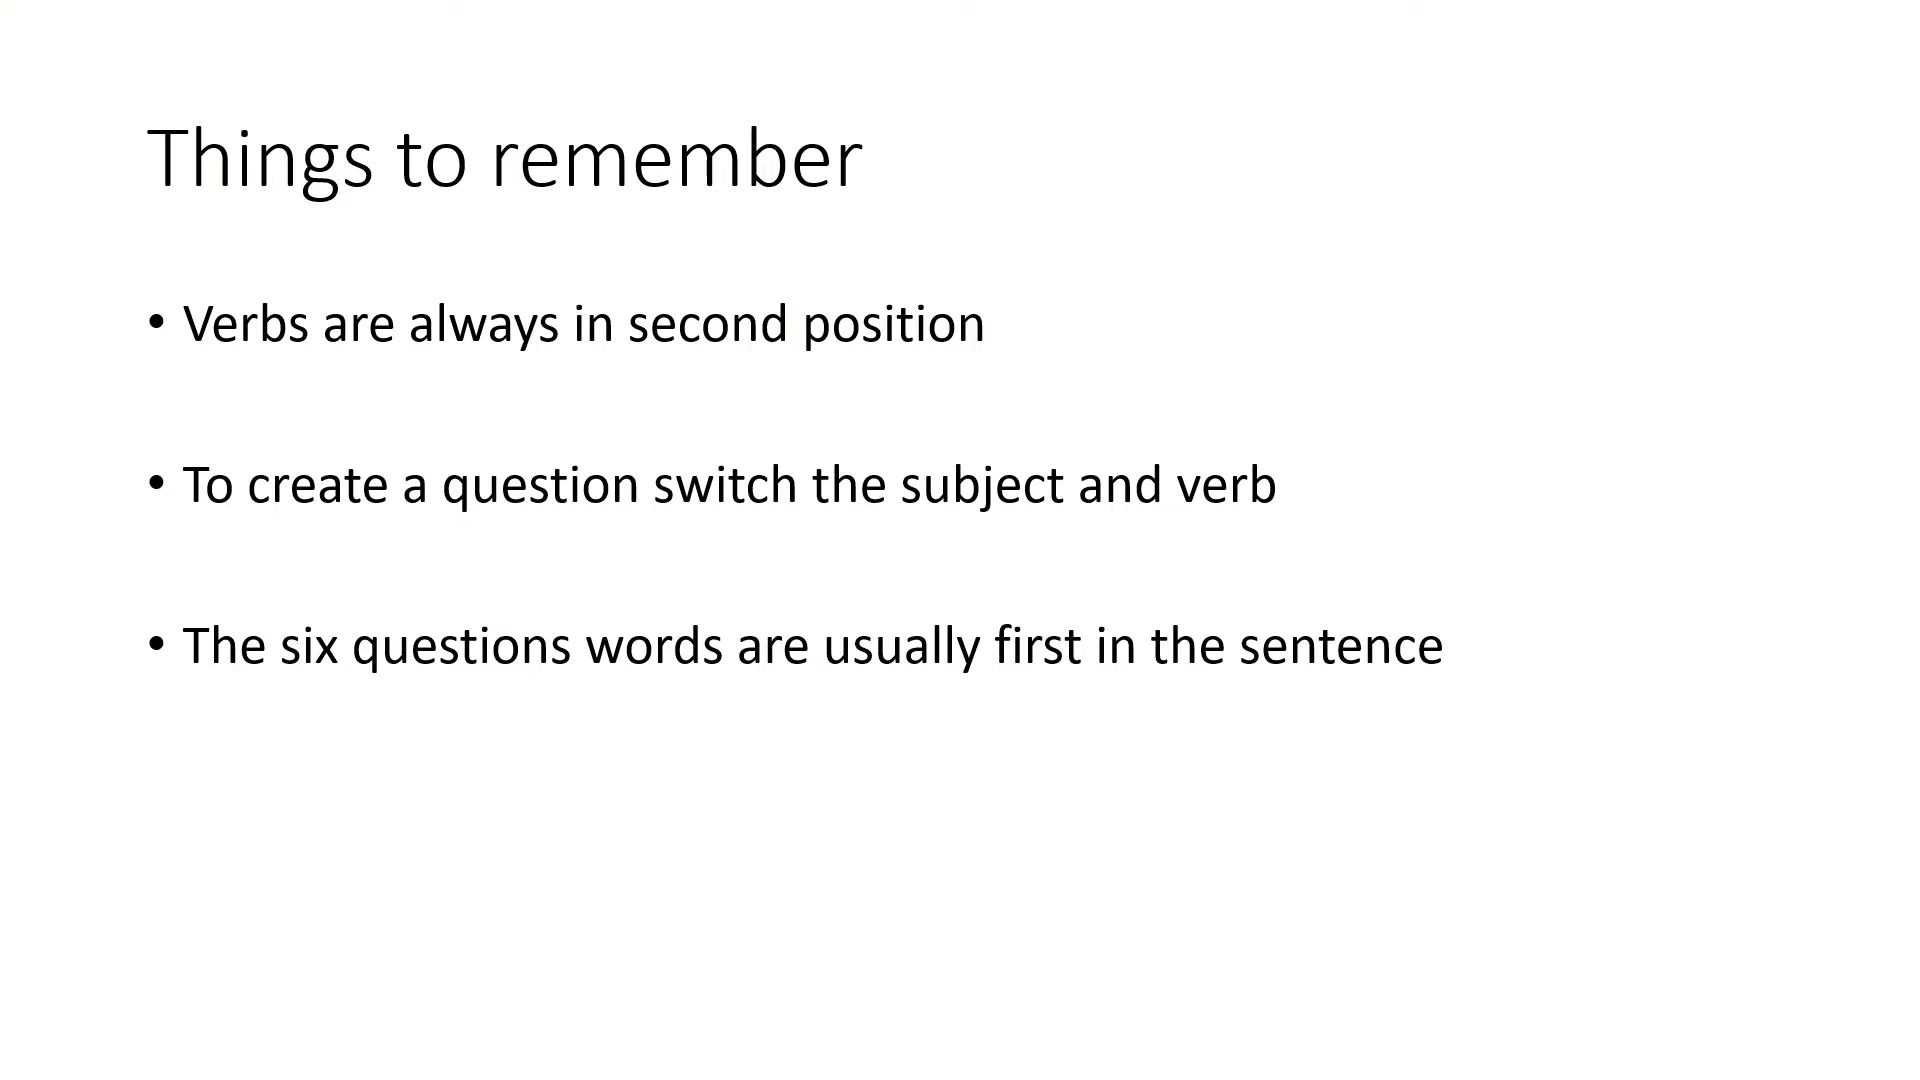 Things to remember
• Verbs are always in second position
• To create a question switch the subject and verb
• The six questions words are usually first in the sentence